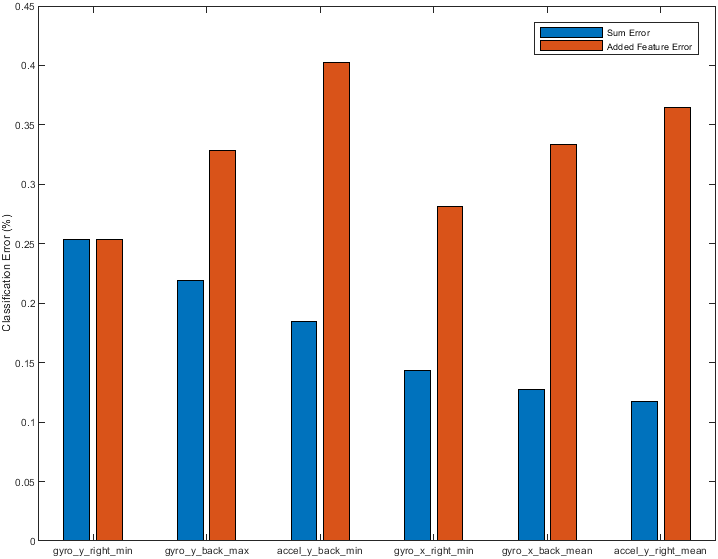 0.45
0.4
0.35
0.3
0.25
0.2
0.15
0.1
0.05
0
Classification Error (%)
Sum Error
Added Feature Error
gyro_y_right_min
gyro_y_back_max
accel_y_back_min
gyro_x_right_min
gyro_x_back_mean
accel_y_right_mean